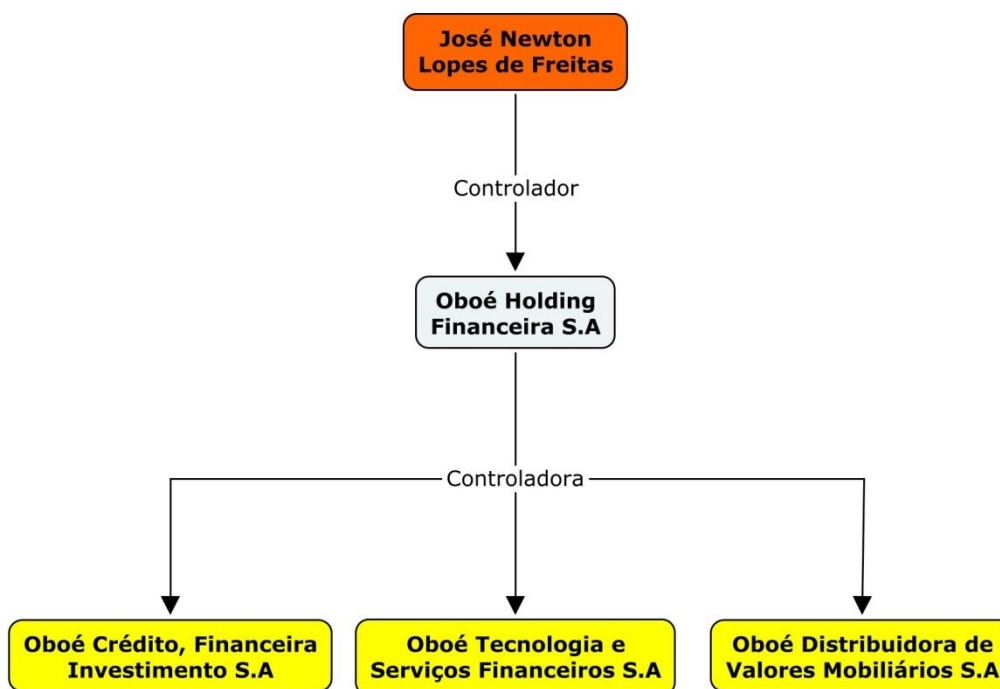 José Newton
Lopes de Freitas
Controlador
Oboé Holding
Financeira S.A
Controladora
Oboé Crédito, Financeira
Investimento S.A
Oboé Tecnologia e
Serviços Financeiros S.A
Oboé Distribuidora de
Valores Mobiliários S.A